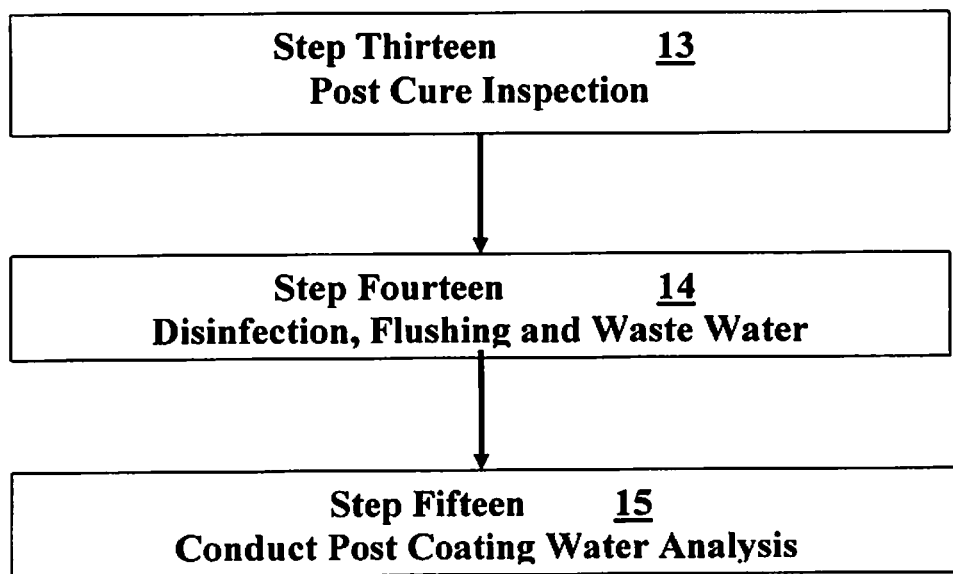 Step Thirteen 13
Post Cure Inspection
Step Fourteen 14
Disinfection, Flushing and Waste Water
Step Fifteen 15
Conduct Post Coating Water Analysis